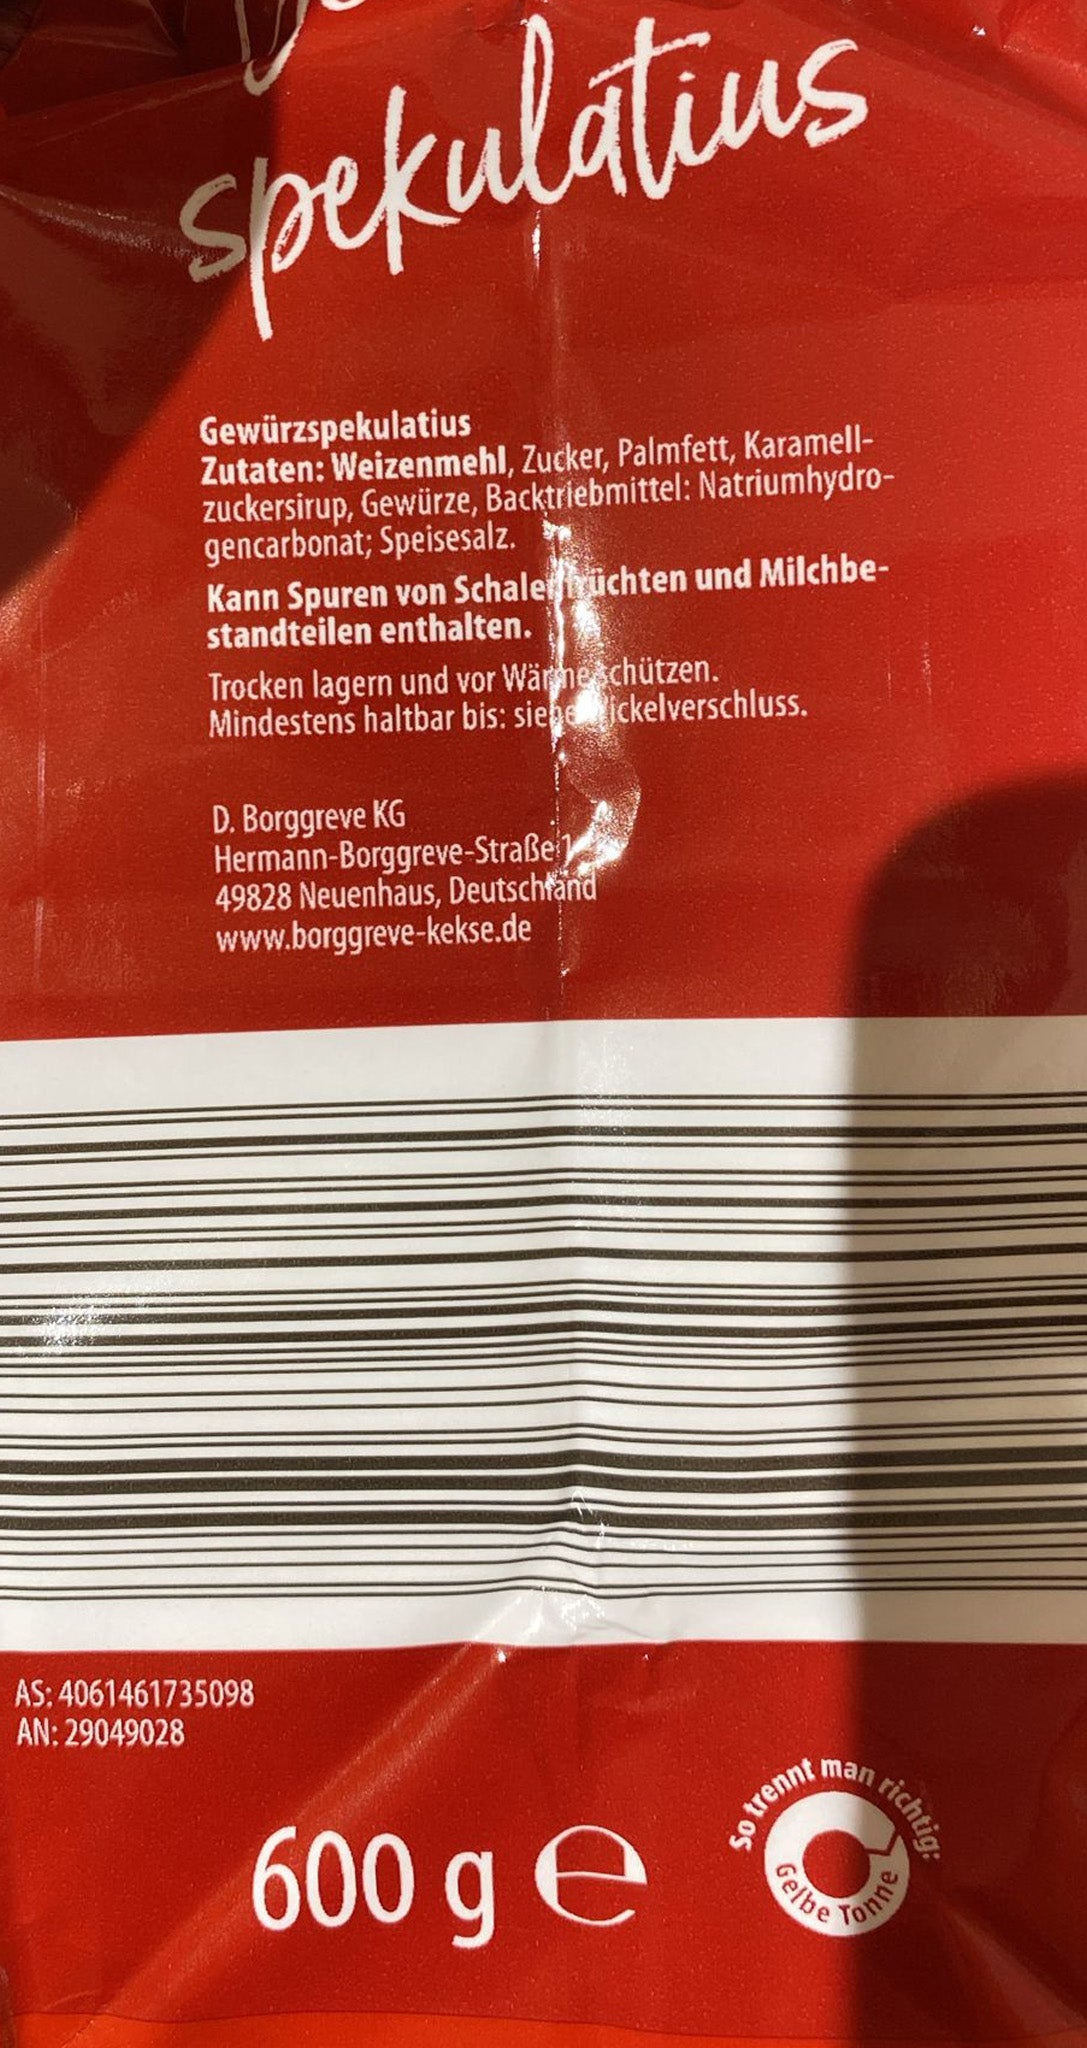 spekulatius
Gewürzspekulatius
Zutaten: Weizenmehl, Zucker, Palmfett, Karamell-
zuckersirup, Gewürze, Backtriebmittel: Natriumhydro-
gencarbonat; Speisesalz.
Kann Spuren von Schalenfrüchten und Milchbe-
standteilen enthalten.
Trocken lagern und vor Wärme schützen.
Mindestens haltbar bis: siehe Wickelverschluss.
D. Borggreve KG
Hermann-Borggreve-Straße
49828 Neuenhaus, Deutschland
www.borggreve-kekse.de
AS: 4061461735098
AN: 29049028
600 g e
So trennt man richtig:
Gelbe Tonne